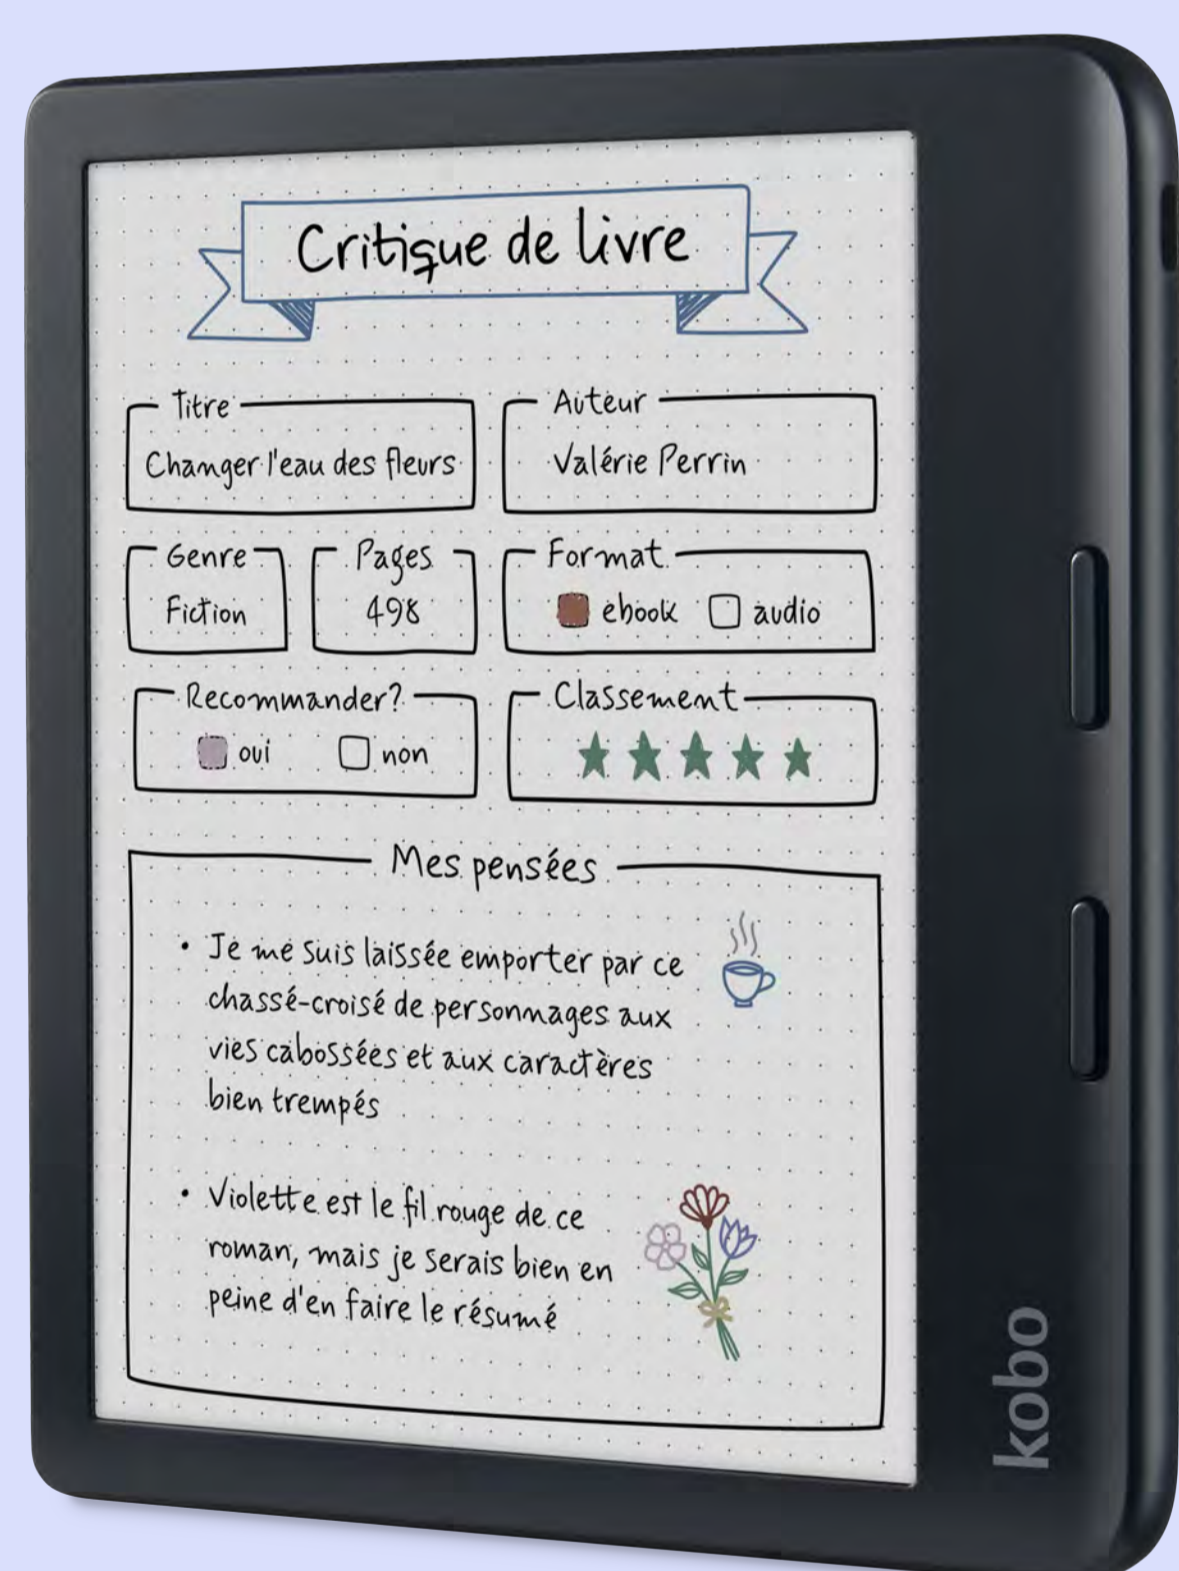 Critique de livre
Titre
Changer l'eau des fleurs
Auteur
Valérie Perrin
Genre
Fiction
Pages
498
Format
ebook audio
Recommander?
oui non
Classement
Mes pensées
• Je me suis laissée emporter par ce
chassé-croisé de personnages aux
vies cabossées et aux caractères
bien trempés
• Violette est le fil rouge de ce
roman, mais je serais bien en
peine d'en faire le résumé
kobo